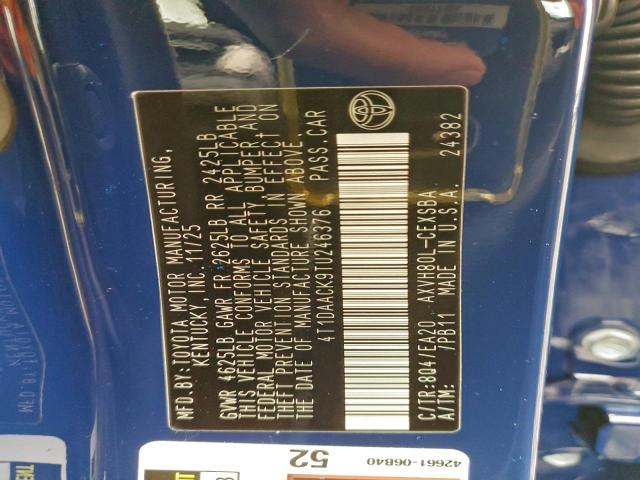 MFD. BY: TOYOTA MOTOR MANUFACTURING,
KENTUCKY, INC. 11/25
GVWR 4625LB GAWR FR 2625LB RR 2425LB
THIS VEHICLE CONFORMS TO ALL APPLICABLE
FEDERAL MOTOR VEHICLE SAFETY, BUMPER, AND
THEFT PREVENTION STANDARDS IN EFFECT ON
THE DATE OF MANUFACTURE SHOWN ABOVE.
4T1DAACK9TU246376 PASS. CAR
C/TR: 804/EA20 AXVH80L-CEXSBA
A/TM: 7PB11 MADE IN U.S.A. 24382
52
42661-06B40